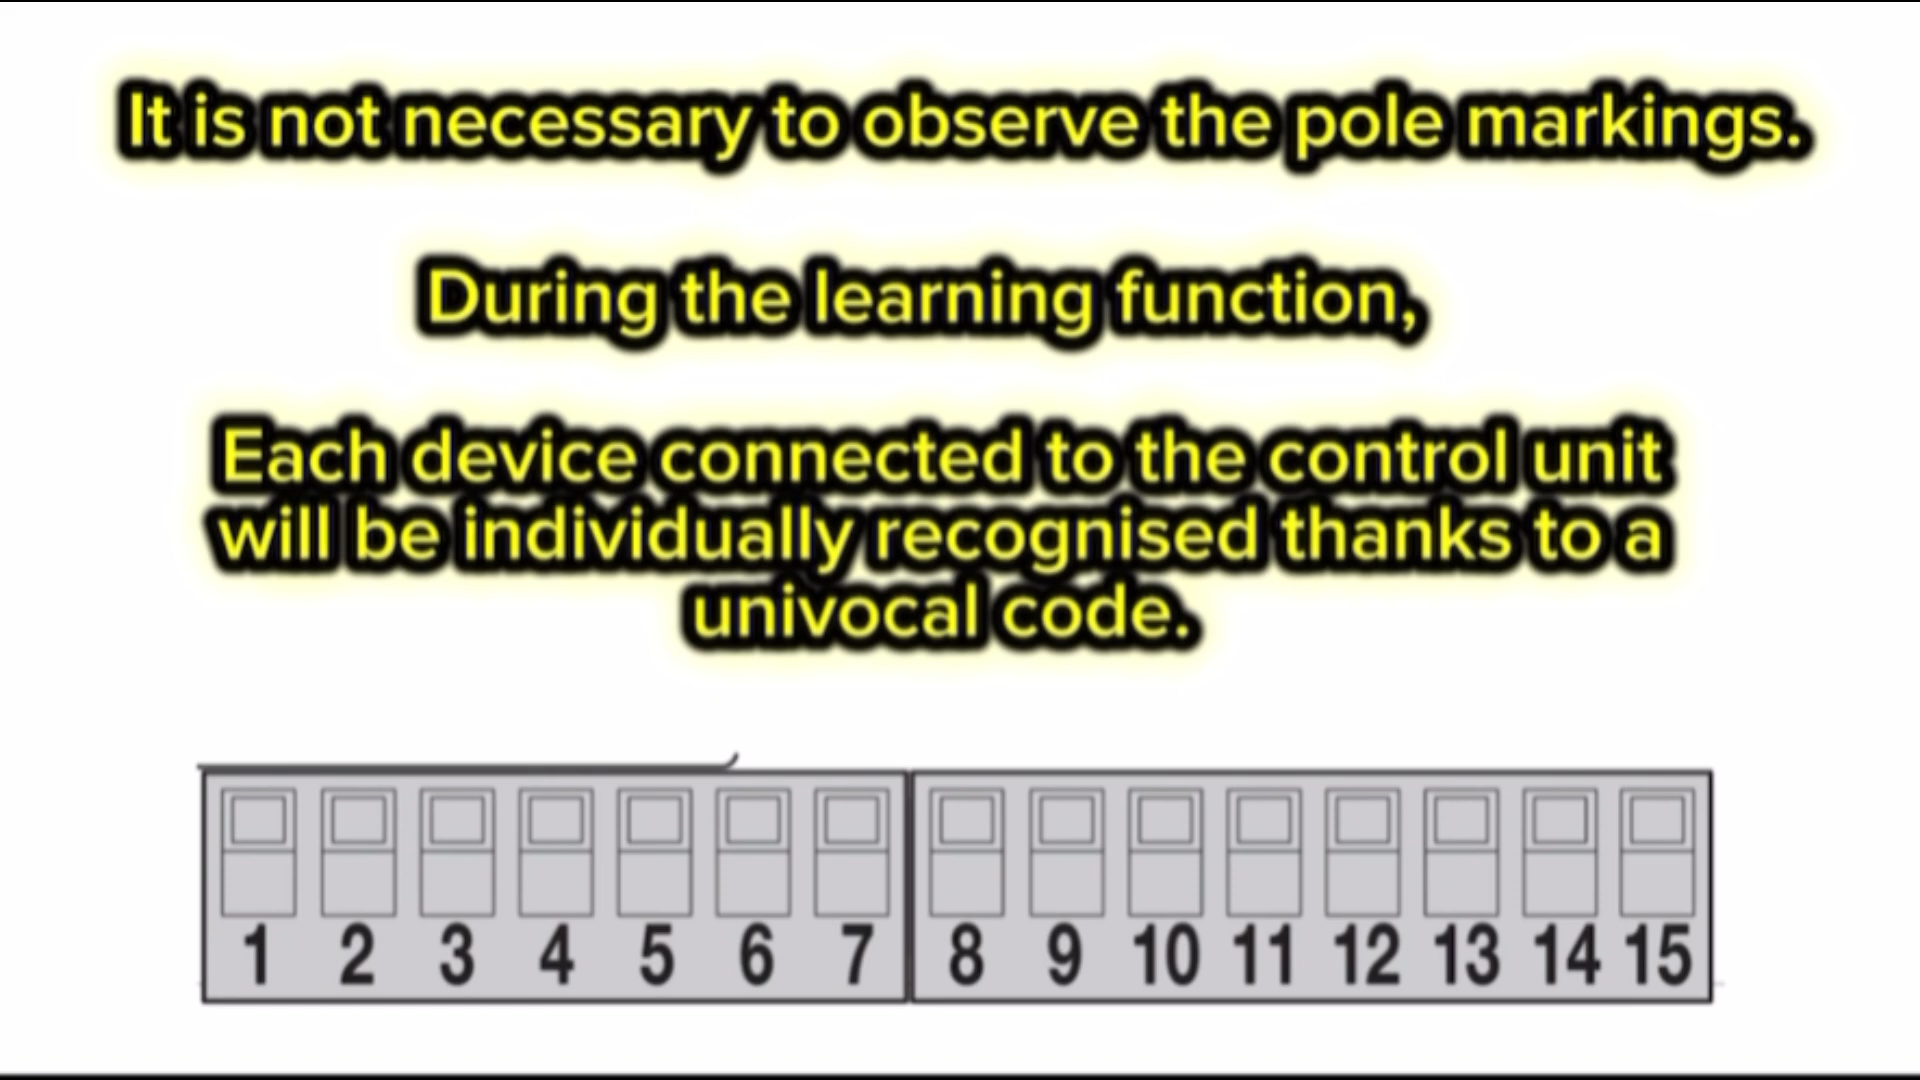 It is not necessary to observe the pole markings.
During the learning function,
Each device connected to the control unit
will be individually recognised thanks to a
univocal code.
1 2 3 4 5 6 7 8 9 10 11 12 13 14 15